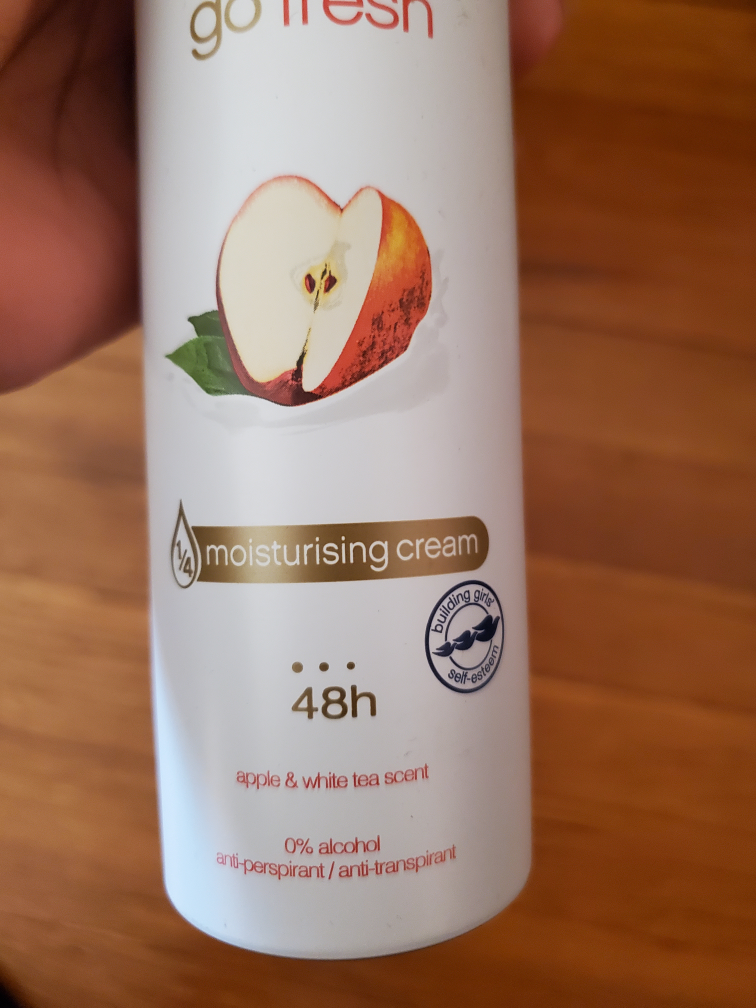 go fresh
1/4 moisturising cream
building girls'
self-esteem
48h
apple & white tea scent
0% alcohol
anti-perspirant / anti-transpirant